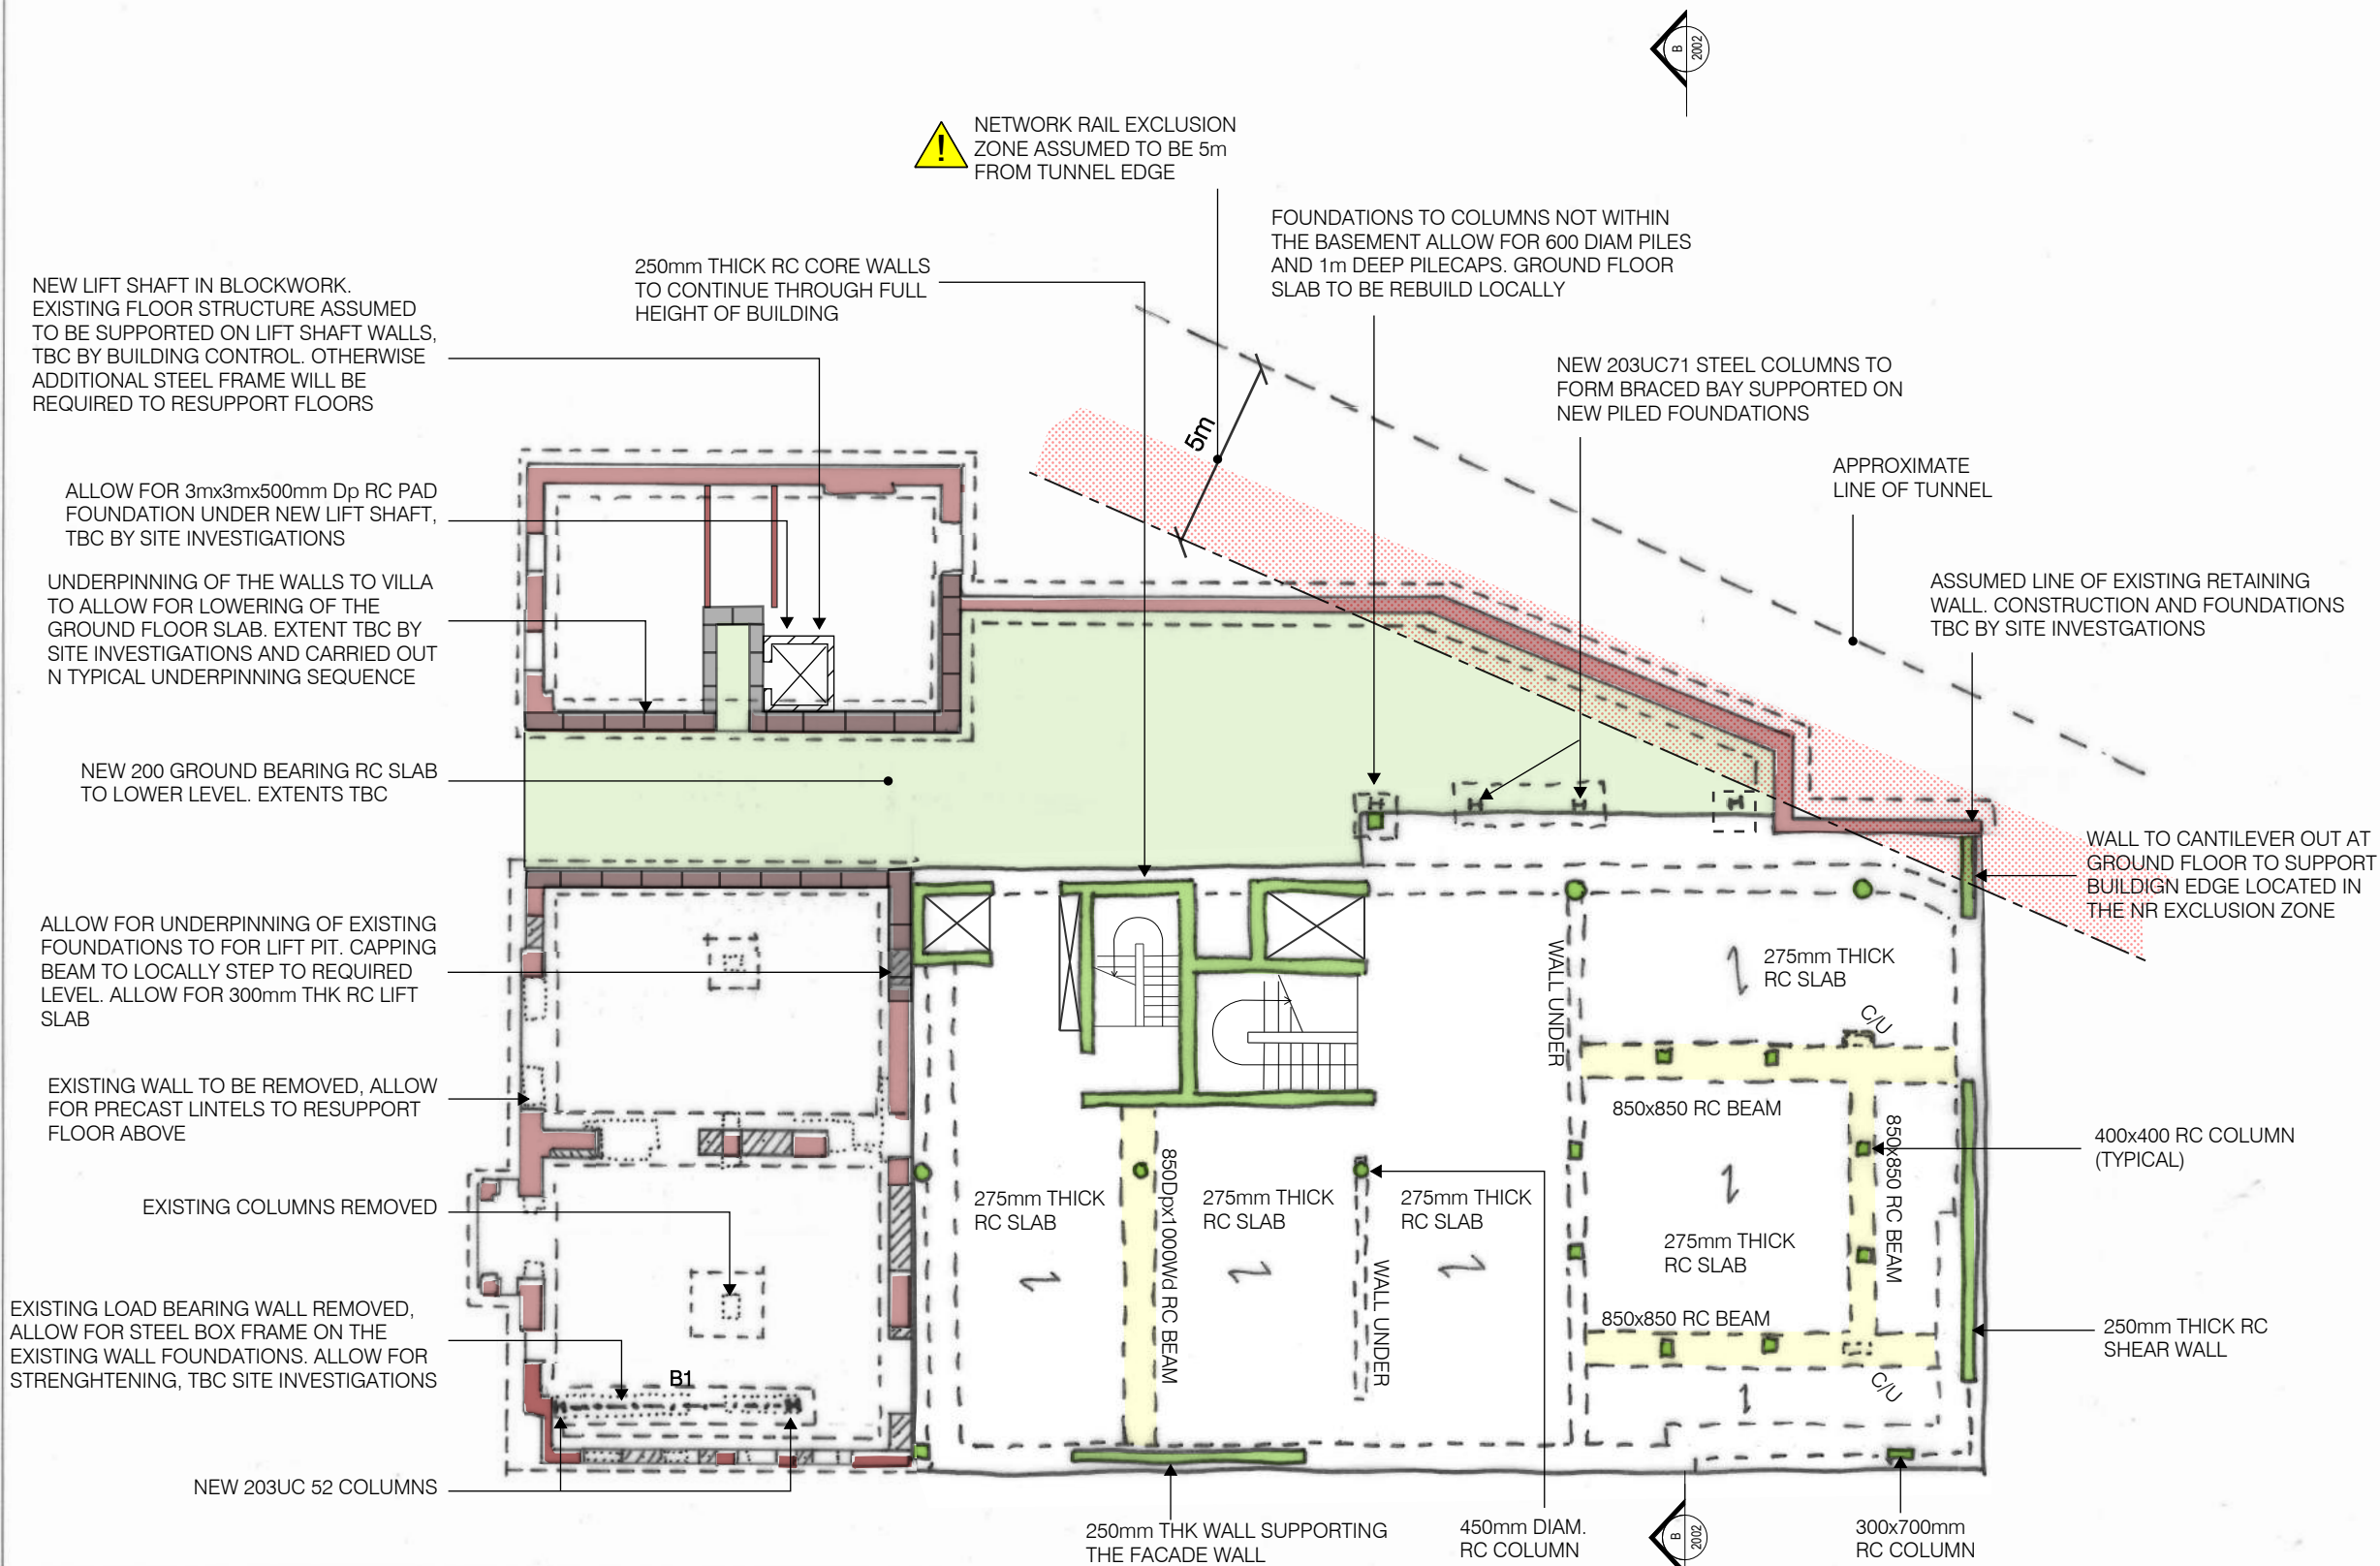 B
2002
NETWORK RAIL EXCLUSION
ZONE ASSUMED TO BE 5m
FROM TUNNEL EDGE
FOUNDATIONS TO COLUMNS NOT WITHIN
THE BASEMENT ALLOW FOR 600 DIAM PILES
AND 1m DEEP PILECAPS. GROUND FLOOR
SLAB TO BE REBUILD LOCALLY
250mm THICK RC CORE WALLS
TO CONTINUE THROUGH FULL
HEIGHT OF BUILDING
NEW LIFT SHAFT IN BLOCKWORK.
EXISTING FLOOR STRUCTURE ASSUMED
TO BE SUPPORTED ON LIFT SHAFT WALLS,
TBC BY BUILDING CONTROL. OTHERWISE
ADDITIONAL STEEL FRAME WILL BE
REQUIRED TO RESUPPORT FLOORS
NEW 203UC71 STEEL COLUMNS TO
FORM BRACED BAY SUPPORTED ON
NEW PILED FOUNDATIONS
5m
APPROXIMATE
LINE OF TUNNEL
ALLOW FOR 3mx3mx500mm Dp RC PAD
FOUNDATION UNDER NEW LIFT SHAFT,
TBC BY SITE INVESTIGATIONS
UNDERPINNING OF THE WALLS TO VILLA
TO ALLOW FOR LOWERING OF THE
GROUND FLOOR SLAB. EXTENT TBC BY
SITE INVESTIGATIONS AND CARRIED OUT
N TYPICAL UNDERPINNING SEQUENCE
ASSUMED LINE OF EXISTING RETAINING
WALL. CONSTRUCTION AND FOUNDATIONS
TBC BY SITE INVESTGATIONS
NEW 200 GROUND BEARING RC SLAB
TO LOWER LEVEL. EXTENTS TBC
WALL TO CANTILEVER OUT AT
GROUND FLOOR TO SUPPORT
BUILDIGN EDGE LOCATED IN
THE NR EXCLUSION ZONE
ALLOW FOR UNDERPINNING OF EXISTING
FOUNDATIONS TO FOR LIFT PIT. CAPPING
BEAM TO LOCALLY STEP TO REQUIRED
LEVEL. ALLOW FOR 300mm THK RC LIFT
SLAB
WALL UNDER
275mm THICK
RC SLAB
C/U
EXISTING WALL TO BE REMOVED, ALLOW
FOR PRECAST LINTELS TO RESUPPORT
FLOOR ABOVE
850x850 RC BEAM
850x850 RC BEAM
400x400 RC COLUMN
(TYPICAL)
EXISTING COLUMNS REMOVED
275mm THICK
RC SLAB
850Dpx1000Wd RC BEAM
275mm THICK
RC SLAB
275mm THICK
RC SLAB
WALL UNDER
275mm THICK
RC SLAB
850x850 RC BEAM
C/U
250mm THICK RC
SHEAR WALL
EXISTING LOAD BEARING WALL REMOVED,
ALLOW FOR STEEL BOX FRAME ON THE
EXISTING WALL FOUNDATIONS. ALLOW FOR
STRENGHTENING, TBC SITE INVESTIGATIONS
B1
NEW 203UC 52 COLUMNS
250mm THK WALL SUPPORTING
THE FACADE WALL
450mm DIAM.
RC COLUMN
B
2002
300x700mm
RC COLUMN